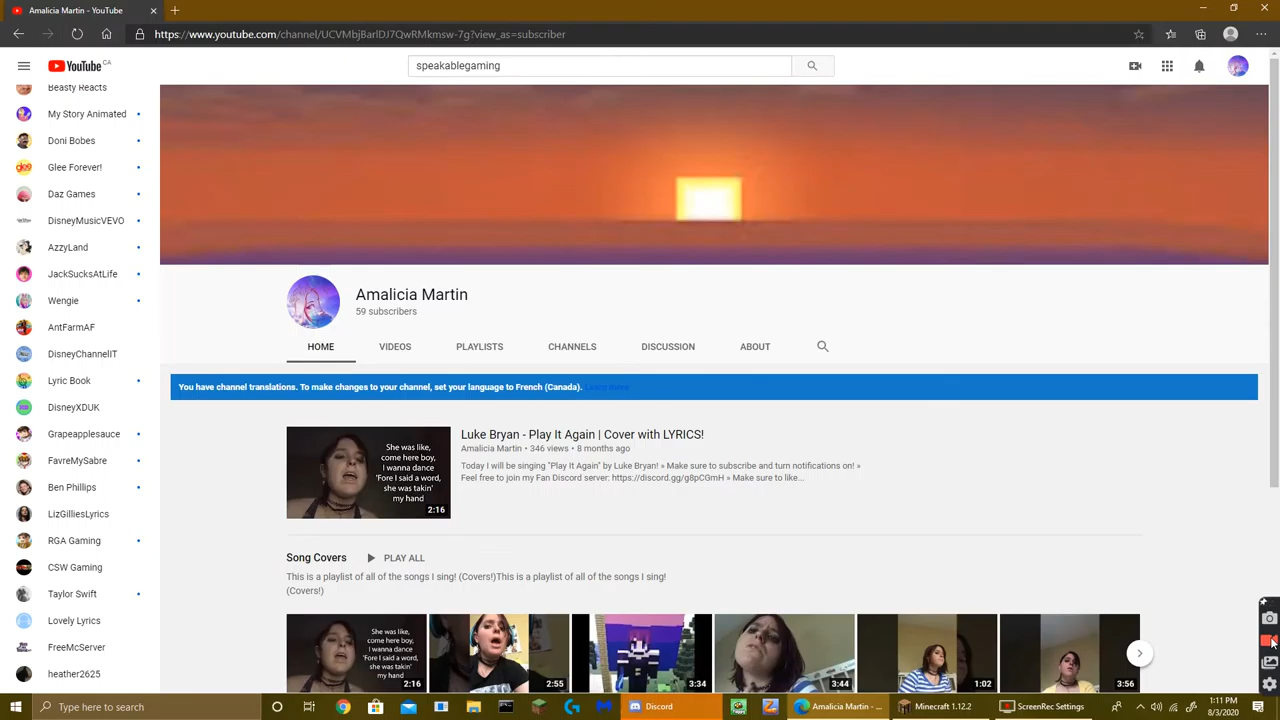 Amalicia Martin - YouTube
https://www.youtube.com/channel/UCVMbjBarlDJ7QwRMkmsw-7g?view_as=subscriber
YouTube CA
speakablegaming
Beasty Reacts
My Story Animated
Doni Bobes
Glee Forever!
Daz Games
DisneyMusicVEVO
AzzyLand
JackSucksAtLife
Wengie
AntFarmAF
DisneyChannelIT
Lyric Book
DisneyXDUK
Grapeapplesauce
FavreMySabre
Ben Phillips
LizGilliesLyrics
RGA Gaming
CSW Gaming
Taylor Swift
Lovely Lyrics
FreeMcServer
heather2625
Amalicia Martin
59 subscribers
HOME VIDEOS PLAYLISTS CHANNELS DISCUSSION ABOUT
You have channel translations. To make changes to your channel, set your language to French (Canada). Learn more
She was like,
come here boy,
I wanna dance
'Fore I said a word,
she was takin'
my hand
2:16
Luke Bryan - Play It Again | Cover with LYRICS!
Amalicia Martin • 346 views • 8 months ago
Today I will be singing "Play It Again" by Luke Bryan! » Make sure to subscribe and turn notifications on! »
Feel free to join my Fan Discord server: https://discord.gg/g8pCGmH » Make sure to like...
Song Covers PLAY ALL
This is a playlist of all of the songs I sing! (Covers!)This is a playlist of all of the songs I sing!
(Covers!)
She was like,
come here boy,
I wanna dance
'Fore I said a word,
she was takin'
my hand
2:16 2:55 3:34 3:44 1:02 3:56
Type here to search
Discord
Amalicia Martin - ...
Minecraft 1.12.2
ScreenRec Settings
1:11 PM
8/3/2020